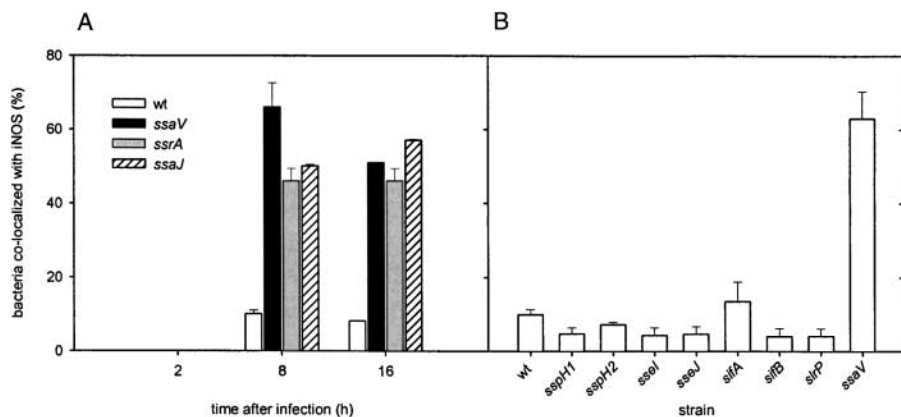 A
B
bacteria co-localized with iNOS (%)
80
60
40
20
0
wt
ssaV
ssrA
ssaJ
2
8
16
time after infection (h)
wt
sspH1
sspH2
sseI
sseJ
sifA
sifB
slrP
ssaV
strain